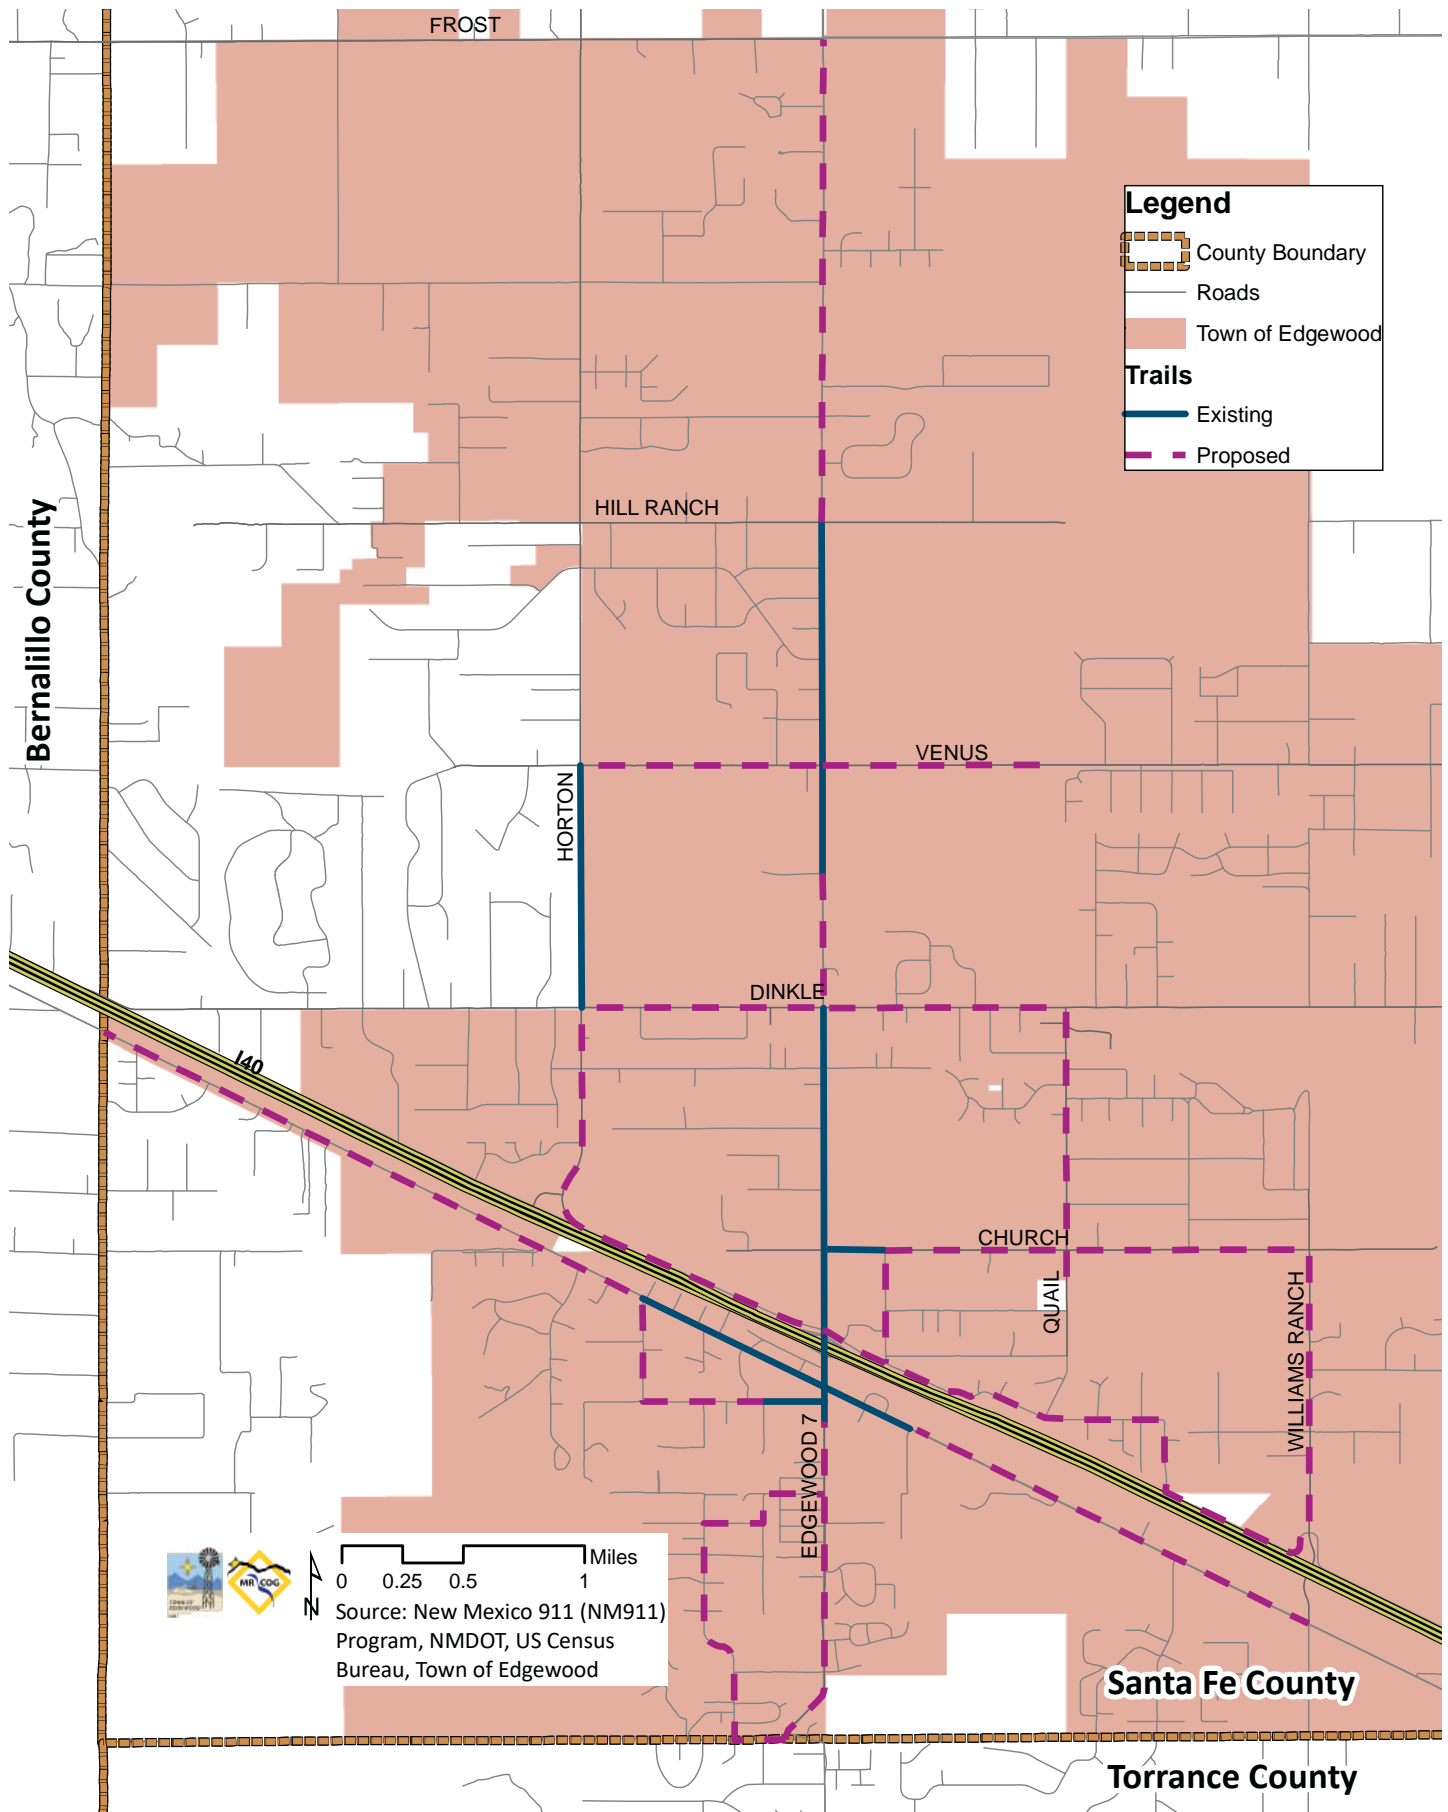 FROST
Legend
County Boundary
Roads
Town of Edgewood
Trails
Existing
Proposed
HILL RANCH
Bernalillo County
VENUS
HORTON
DINKLE
I40
CHURCH
QUAIL
WILLIAMS RANCH
EDGEWOOD 7
MR COG
N
Miles
0 0.25 0.5 1
Source: New Mexico 911 (NM911)
Program, NMDOT, US Census
Bureau, Town of Edgewood
Santa Fe County
Torrance County